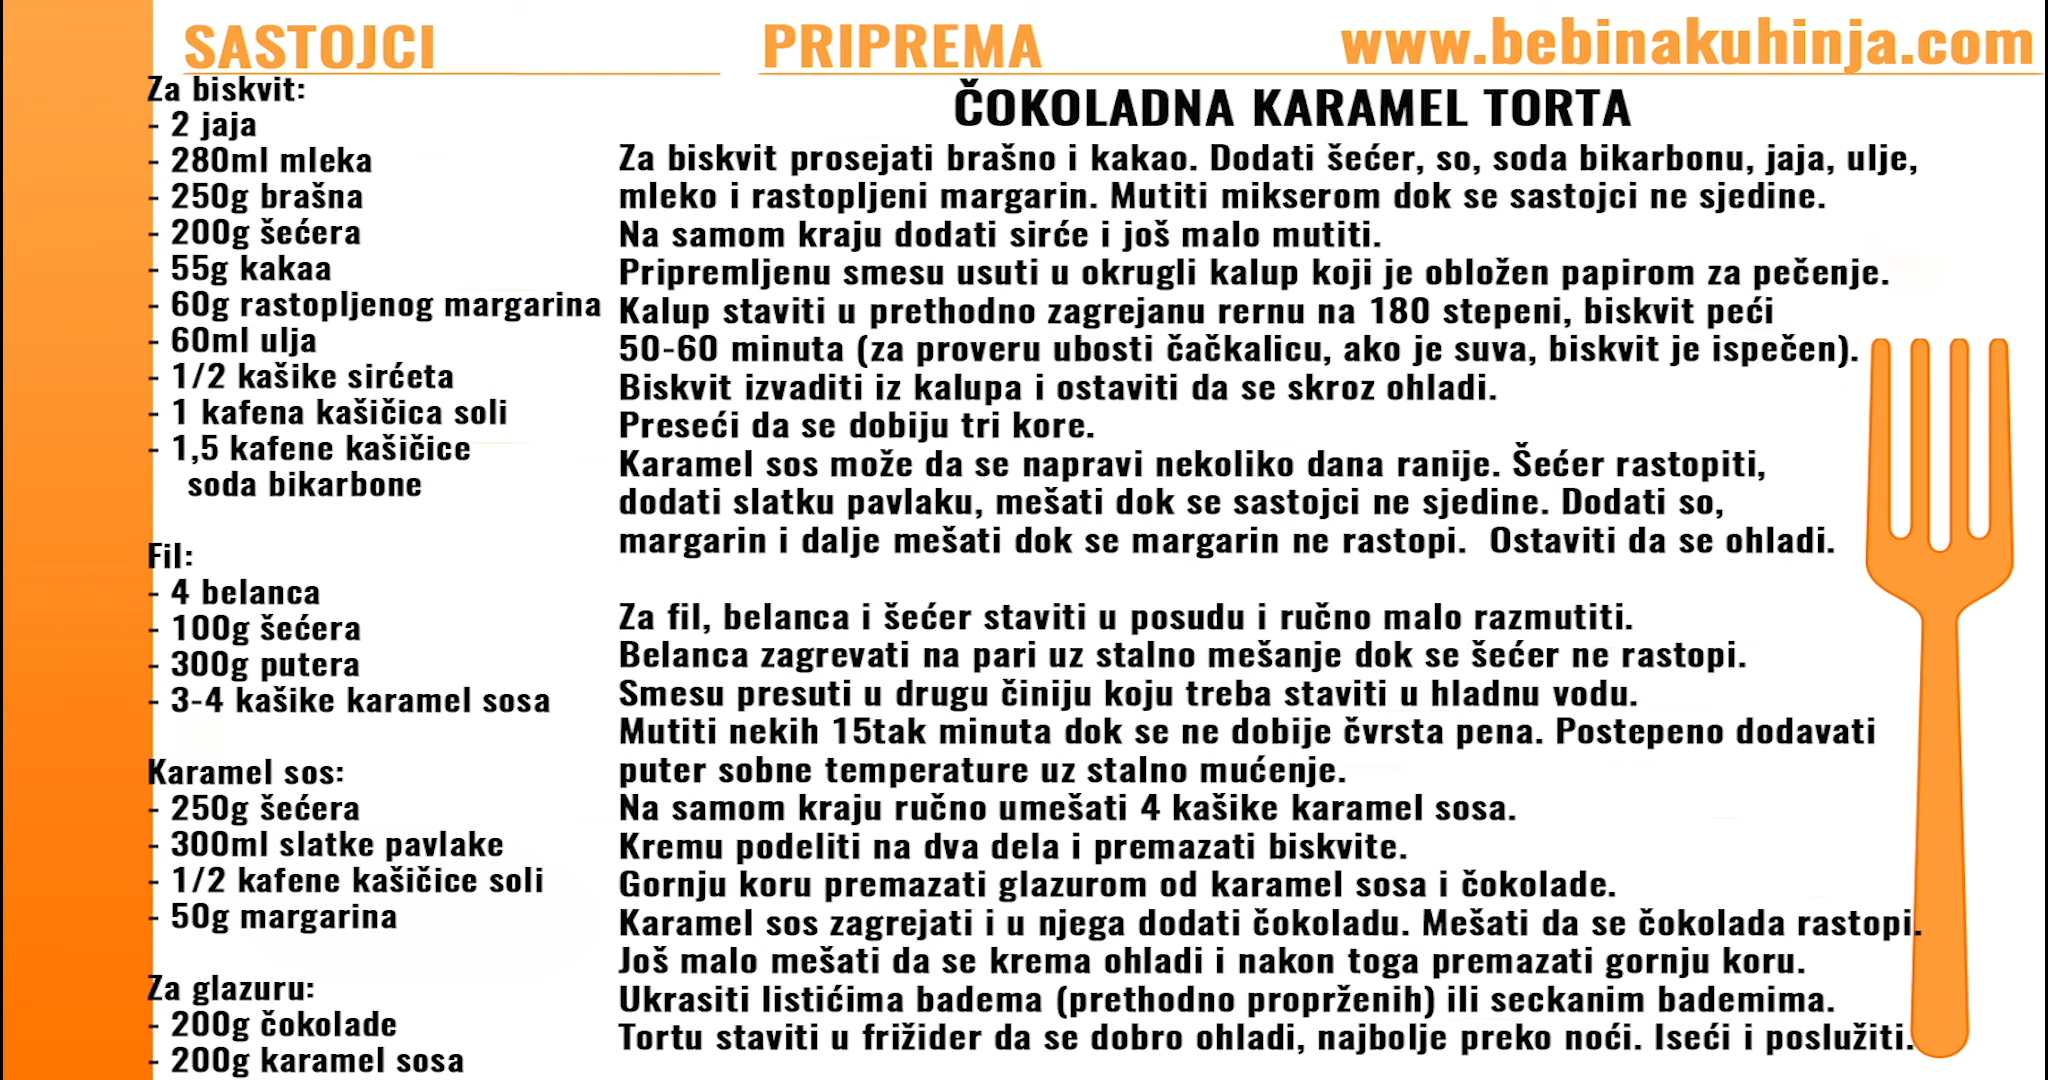 SASTOJCI
Za biskvit:
- 2 jaja
- 280ml mleka
- 250g brašna
- 200g šećera
- 55g kakaa
- 60g rastopljenog margarina
- 60ml ulja
- 1/2 kašike sirćeta
- 1 kafena kašičica soli
- 1,5 kafene kašičice
soda bikarbone
Fil:
- 4 belanca
- 100g šećera
- 300g putera
- 3-4 kašike karamel sosa
Karamel sos:
- 250g šećera
- 300ml slatke pavlake
- 1/2 kafene kašičice soli
- 50g margarina
Za glazuru:
- 200g čokolade
- 200g karamel sosa
PRIPREMA
www.bebinakuhinja.com
ČOKOLADNA KARAMEL TORTA
Za biskvit prosejati brašno i kakao. Dodati šećer, so, soda bikarbonu, jaja, ulje,
mleko i rastopljeni margarin. Mutiti mikserom dok se sastojci ne sjedine.
Na samom kraju dodati sirće i još malo mutiti.
Pripremljenu smesu usuti u okrugli kalup koji je obložen papirom za pečenje.
Kalup staviti u prethodno zagrejanu rernu na 180 stepeni, biskvit peći
50-60 minuta (za proveru ubosti čačkalicu, ako je suva, biskvit je ispečen).
Biskvit izvaditi iz kalupa i ostaviti da se skroz ohladi.
Preseći da se dobiju tri kore.
Karamel sos može da se napravi nekoliko dana ranije. Šećer rastopiti,
dodati slatku pavlaku, mešati dok se sastojci ne sjedine. Dodati so,
margarin i dalje mešati dok se margarin ne rastopi. Ostaviti da se ohladi.
Za fil, belanca i šećer staviti u posudu i ručno malo razmutiti.
Belanca zagrevati na pari uz stalno mešanje dok se šećer ne rastopi.
Smesu presuti u drugu činiju koju treba staviti u hladnu vodu.
Mutiti nekih 15tak minuta dok se ne dobije čvrsta pena. Postepeno dodavati
puter sobne temperature uz stalno mućenje.
Na samom kraju ručno umešati 4 kašike karamel sosa.
Kremu podeliti na dva dela i premazati biskvite.
Gornju koru premazati glazurom od karamel sosa i čokolade.
Karamel sos zagrejati i u njega dodati čokoladu. Mešati da se čokolada rastopi.
Još malo mešati da se krema ohladi i nakon toga premazati gornju koru.
Ukrasiti listićima badema (prethodno proprženih) ili seckanim bademima.
Tortu staviti u frižider da se dobro ohladi, najbolje preko noći. Iseći i poslužiti.